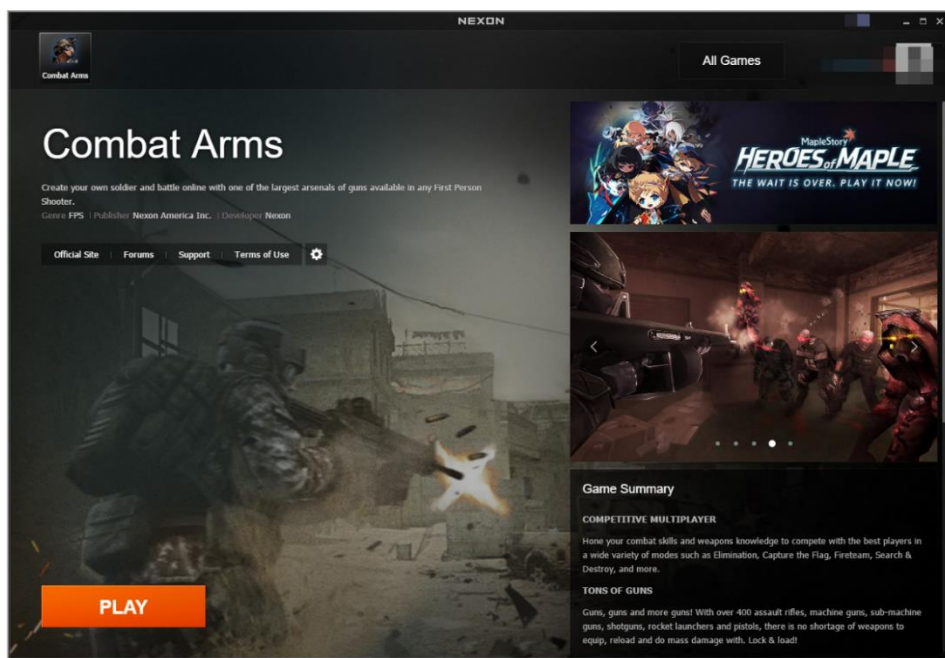 NEXON
Combat Arms
All Games
Combat Arms
Create your own soldier and battle online with one of the largest arsenals of guns available in any First Person
Shooter.
Genre FPS | Publisher Nexon America Inc. | Developer Nexon
Official Site | Forums | Support | Terms of Use
PLAY
MapleStory
HEROES of MAPLE
THE WAIT IS OVER. PLAY IT NOW!
Game Summary
COMPETITIVE MULTIPLAYER
Hone your combat skills and weapons knowledge to compete with the best players in
a wide variety of modes such as Elimination, Capture the Flag, Fireteam, Search &
Destroy, and more.
TONS OF GUNS
Guns, guns and more guns! With over 400 assault rifles, machine guns, sub-machine
guns, shotguns, rocket launchers and pistols, there is no shortage of weapons to
equip, reload and do mass damage with. Lock & load!